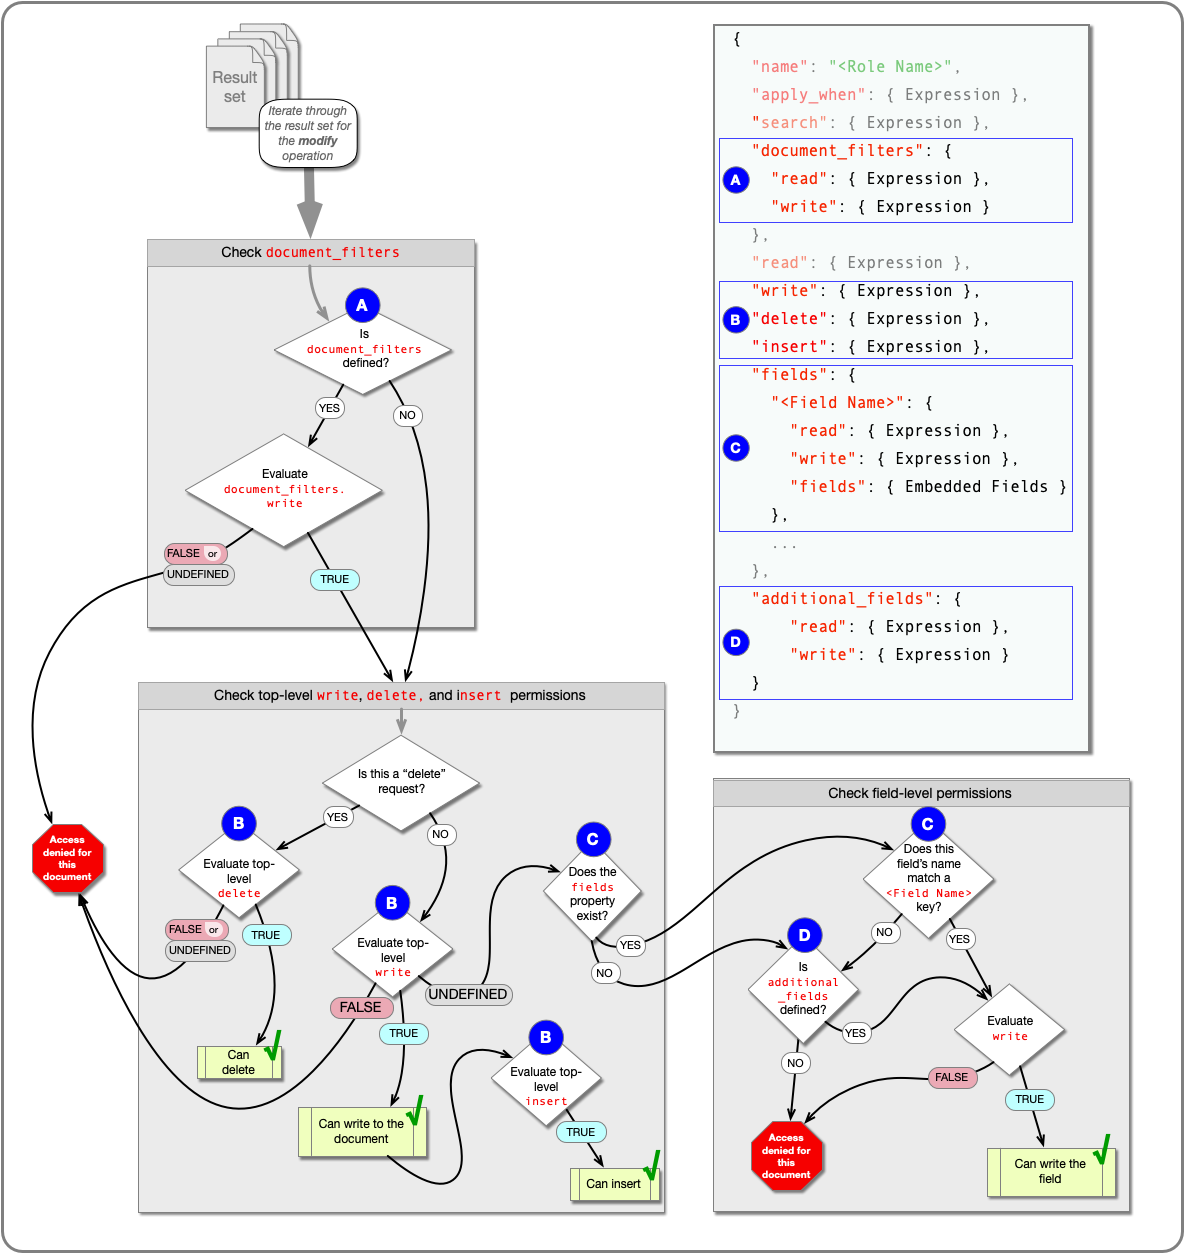 Result
set
Iterate through
the result set for
the modify
operation
Check document_filters
A
Is
document_filters
defined?
YES
NO
Evaluate
document_filters.
write
FALSE or
UNDEFINED
TRUE
{
"name": "<Role Name>",
"apply_when": { Expression },
"search": { Expression },
"document_filters": {
A
"read": { Expression },
"write": { Expression }
},
"read": { Expression },
"write": { Expression },
B
"delete": { Expression },
"insert": { Expression },
"fields": {
"<Field Name>": {
"read": { Expression },
C
"write": { Expression },
"fields": { Embedded Fields }
},
...
},
"additional_fields": {
"read": { Expression },
D
"write": { Expression }
}
}
Check top-level write, delete, and insert permissions
Is this a “delete”
request?
YES
NO
B
Evaluate top-
level
delete
FALSE or
UNDEFINED
TRUE
Can
delete
Access
denied for
this
document
B
Evaluate top-
level
write
FALSE
TRUE
UNDEFINED
Can write to the
document
B
Evaluate top-
level
insert
TRUE
Can insert
C
Does the
fields
property
exist?
YES
NO
Check field-level permissions
C
Does this
field’s name
match a
<Field Name>
key?
NO
YES
D
Is
additional
_fields
defined?
YES
NO
Evaluate
write
FALSE
TRUE
Access
denied for
this
document
Can write the
field